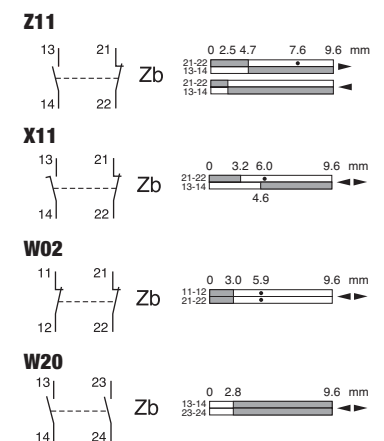 Z11
13 21 0 2.5 4.7 7.6 9.6 mm
21-22
13-14
Zb
21-22
13-14
14 22
X11
13 21 0 3.2 6.0 9.6 mm
21-22
13-14
Zb
4.6
14 22
W02
11 21 0 3.0 5.9 9.6 mm
11-12
21-22
Zb
12 22
W20
13 23 0 2.8 9.6 mm
13-14
23-24
Zb
14 24